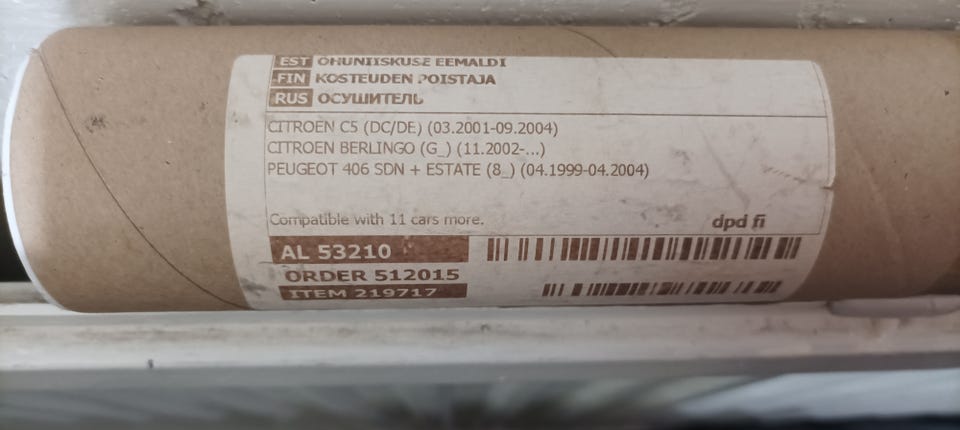 EST ÕHUNIISKUSE EEMALDI
FIN KOSTEUDEN POISTAJA
RUS ОСУШИТЕЛЬ
CITROEN C5 (DC/DE) (03.2001-09.2004)
CITROEN BERLINGO (G_) (11.2002-...)
PEUGEOT 406 SDN + ESTATE (8_) (04.1999-04.2004)
Compatible with 11 cars more.
dpd fi
AL 53210
ORDER 512015
ITEM 219717